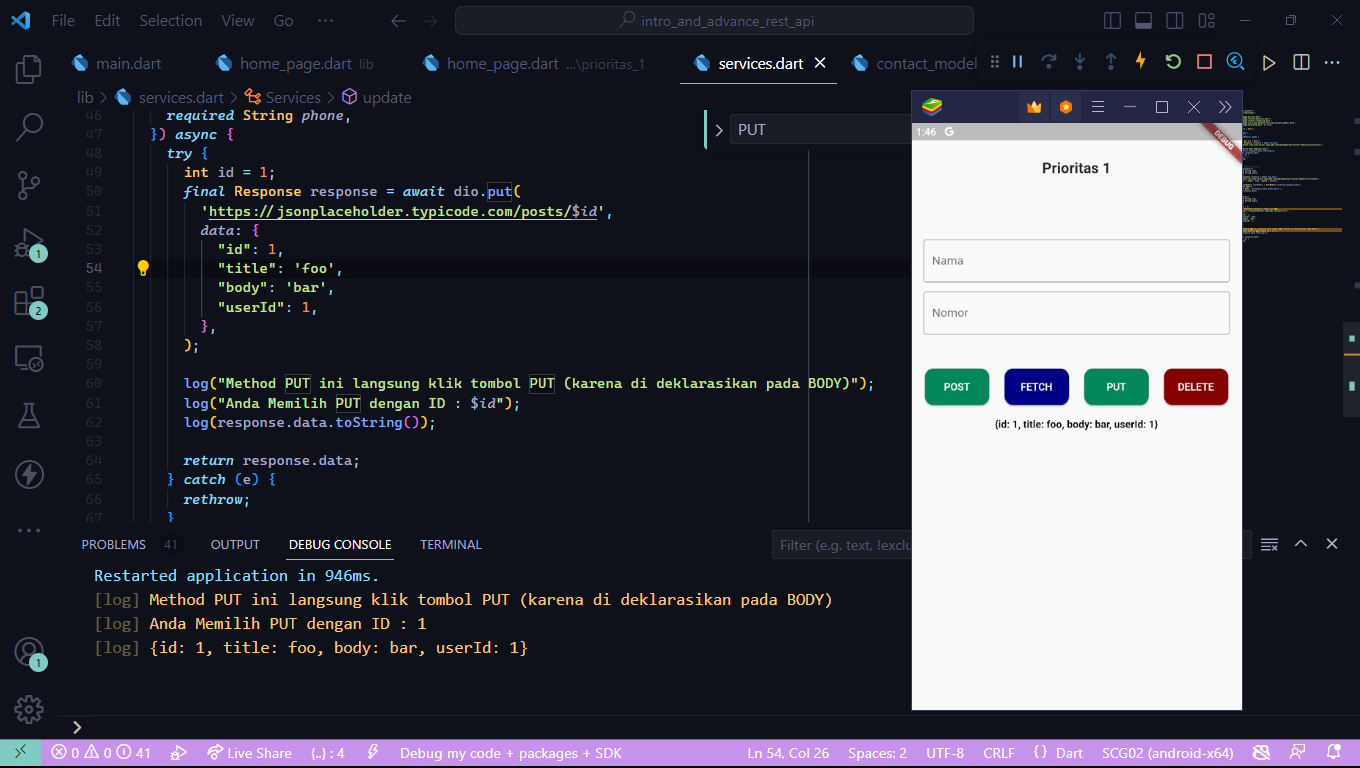 File Edit Selection View Go ···
intro_and_advance_rest_api
main.dart
home_page.dart lib
home_page.dart ...\prioritas_1
services.dart
contact_model
lib > services.dart > Services > update
46 required String phone,
47 }) async {
48 try {
49 int id = 1;
50 final Response response = await dio.put(
51 'https://jsonplaceholder.typicode.com/posts/$id',
52 data: {
53 "id": 1,
54 "title": 'foo',
55 "body": 'bar',
56 "userId": 1,
57 },
58 );
59
60 log("Method PUT ini langsung klik tombol PUT (karena di deklarasikan pada BODY)");
61 log("Anda Memilih PUT dengan ID : $id");
62 log(response.data.toString());
63
64 return response.data;
65 } catch (e) {
66 rethrow;
67 }
PUT
1:46 G
DEBUG
Prioritas 1
Nama
Nomor
POST FETCH PUT DELETE
{id: 1, title: foo, body: bar, userId: 1}
1
2
1
PROBLEMS 41 OUTPUT DEBUG CONSOLE TERMINAL
Filter (e.g. text, !exclu
Restarted application in 946ms.
[log] Method PUT ini langsung klik tombol PUT (karena di deklarasikan pada BODY)
[log] Anda Memilih PUT dengan ID : 1
[log] {id: 1, title: foo, body: bar, userId: 1}
0 0 41 Live Share {..} : 4 Debug my code + packages + SDK Ln 54, Col 26 Spaces: 2 UTF-8 CRLF {} Dart SCG02 (android-x64)